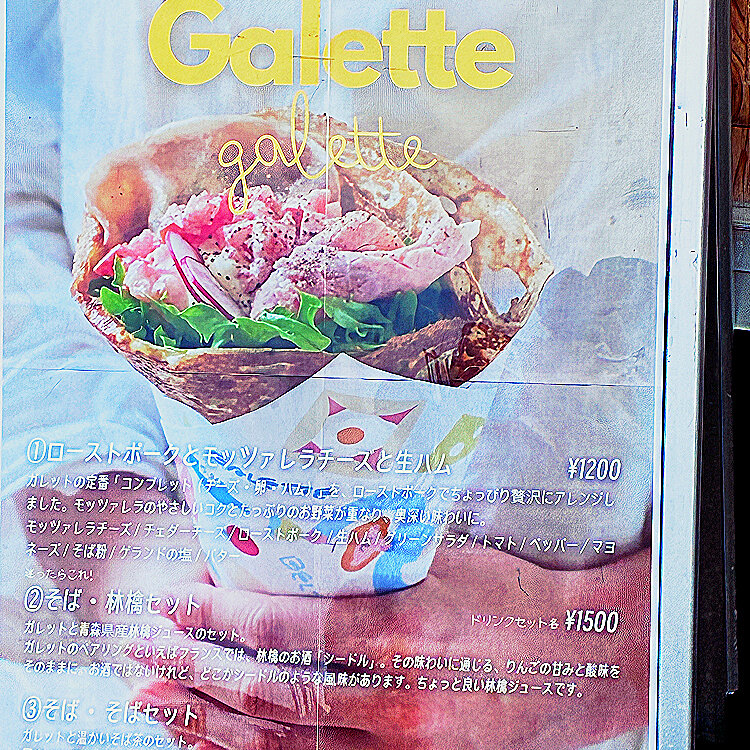 Galette
galette
①ローストポークとモッツァレラチーズと生ハム ¥1200
ガレットの定番「コンプレット(チーズ・卵・ハム)」を、ローストポークでちょっぴり贅沢にアレンジし
ました。モッツァレラのやさしいコクとたっぷりのお野菜が重なり、奥深い味わいに。
モッツァレラチーズ/チェダーチーズ/ローストポーク/生ハム/グリーンサラダ/トマト/ペッパー/マヨ
ネーズ/そば粉/ゲランドの塩/バター
迷ったらこれ!
②そば・林檎セット ドリンクセット各 ¥1500
ガレットと青森県産林檎ジュースのセット。
ガレットのペアリングといえばフランスでは、林檎のお酒「シードル」。その味わいに通じる、りんごの甘みと酸味を
そのままに。お酒ではないけれど、どこかシードルのような風味があります。ちょっと良い林檎ジュースです。
③そば・そばセット
ガレットと温かいそば茶のセット。